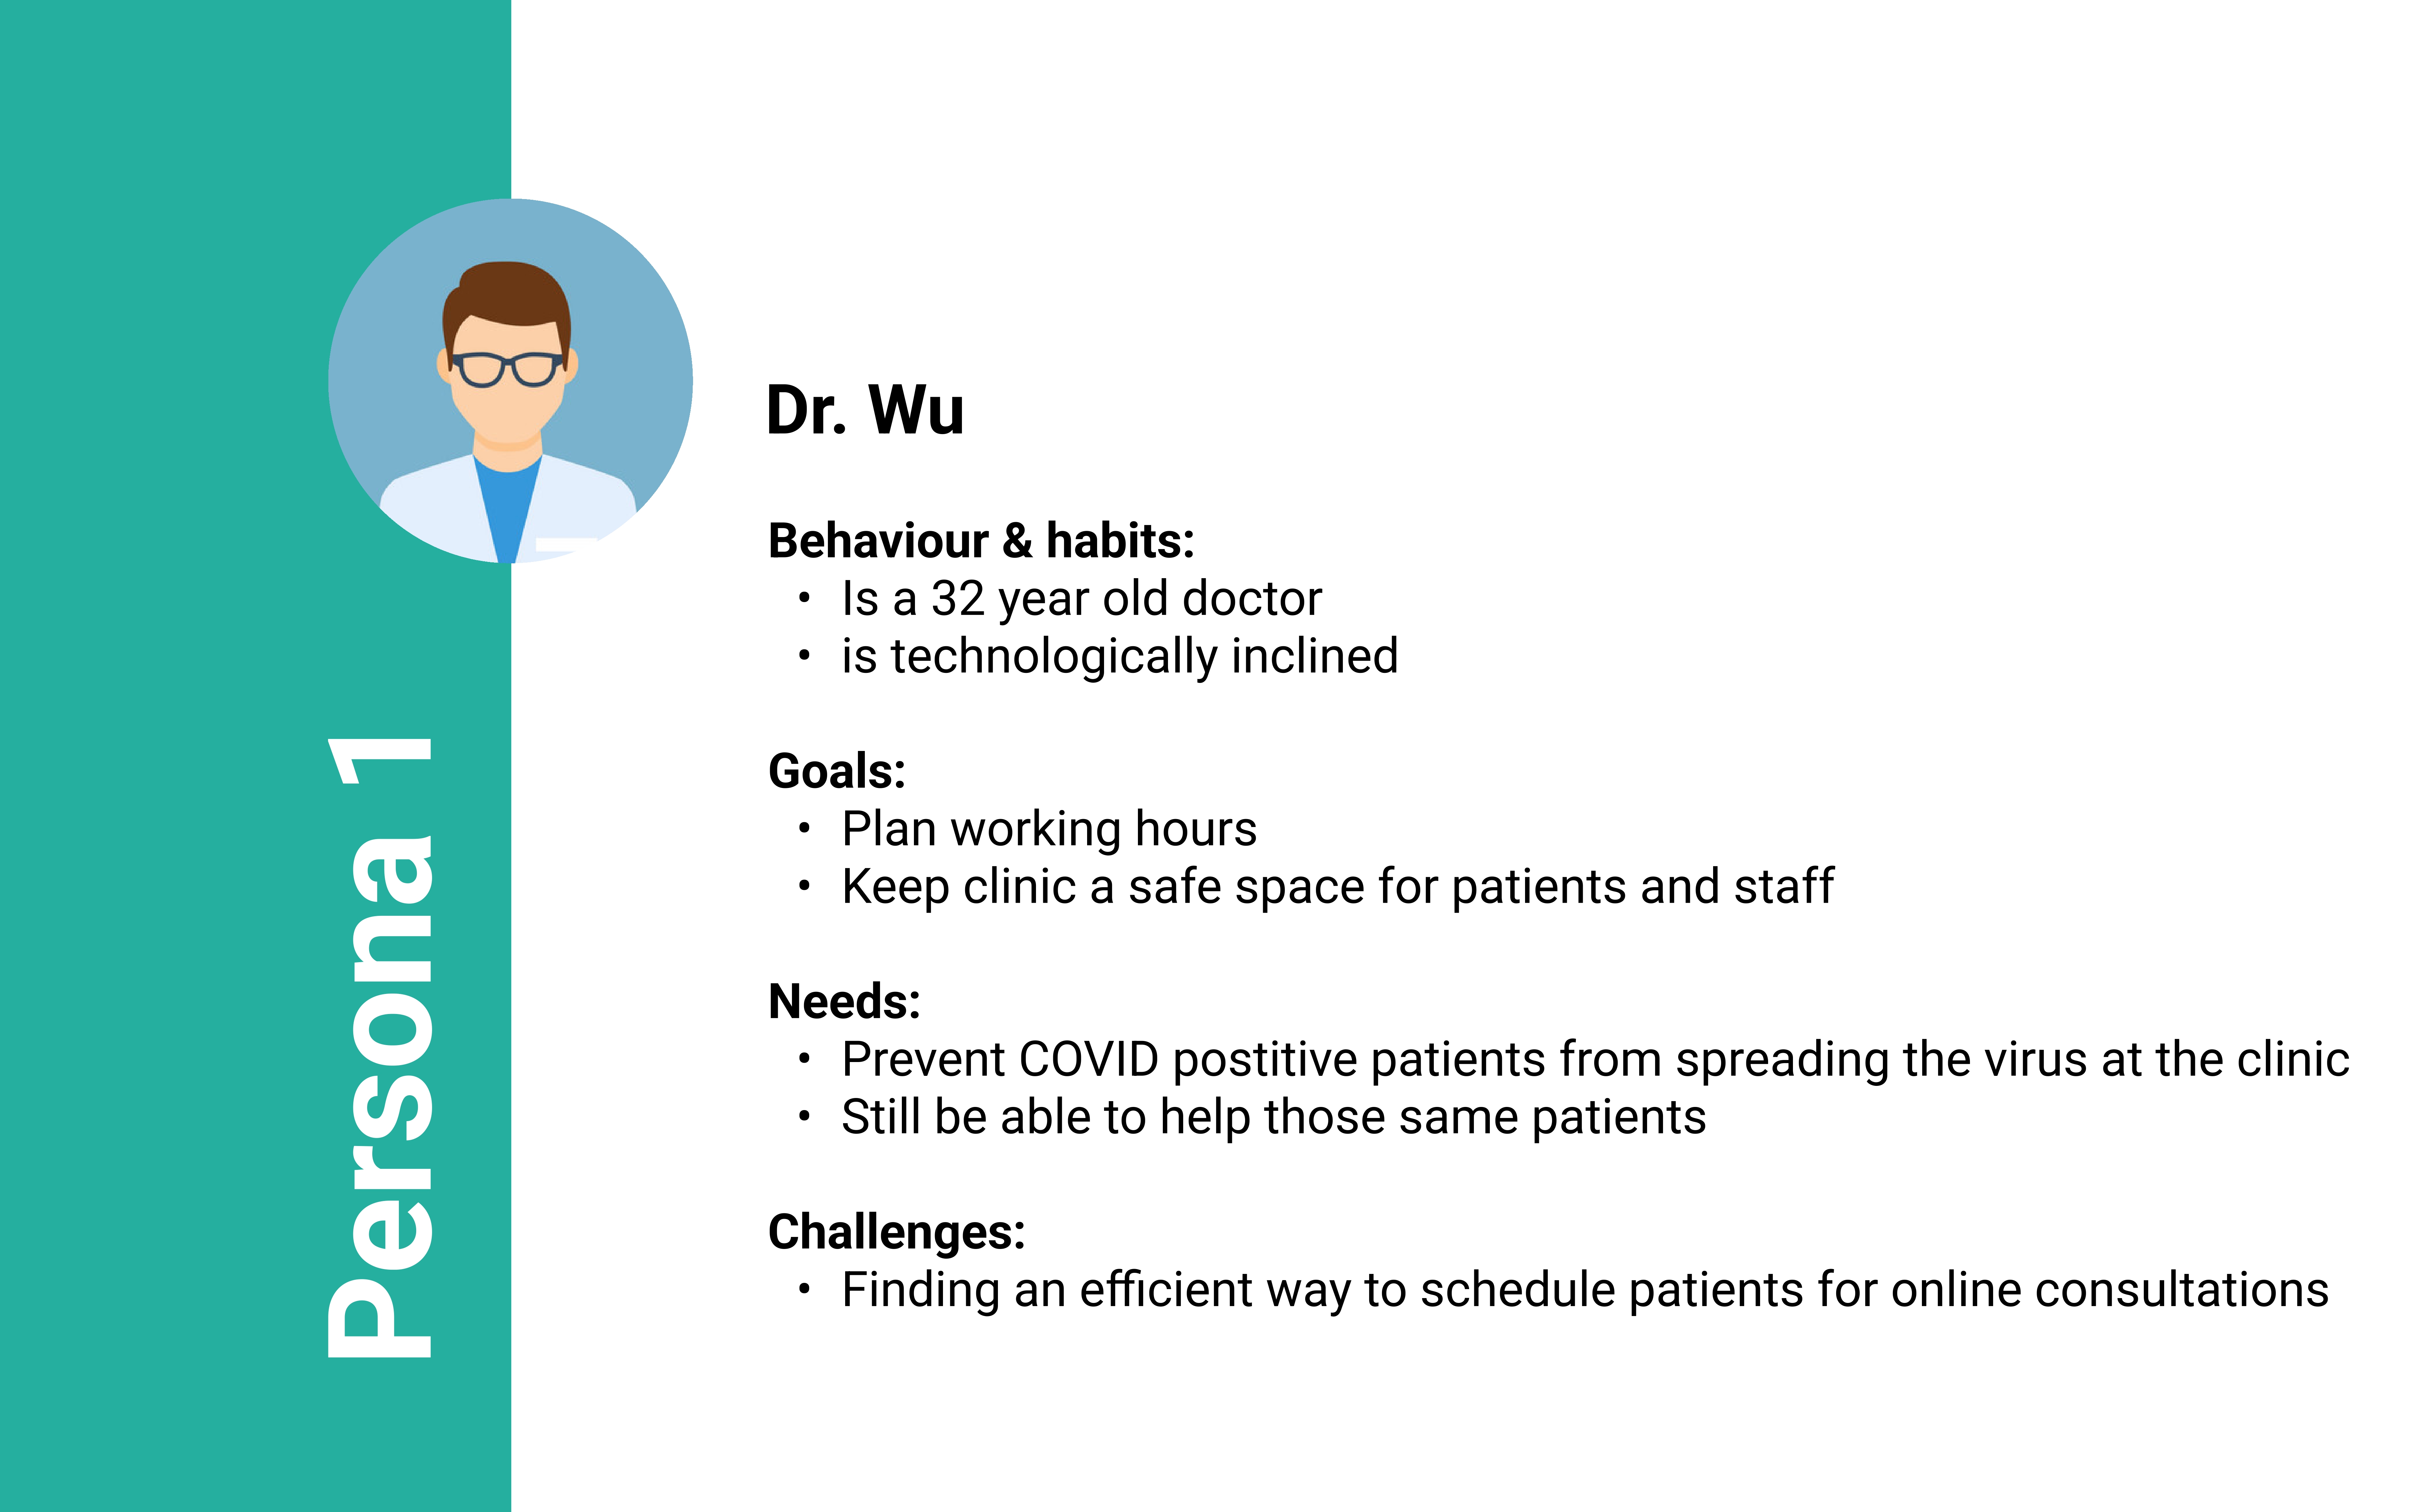 Persona 1
Dr. Wu
Behaviour & habits:
• Is a 32 year old doctor
• is technologically inclined
Goals:
• Plan working hours
• Keep clinic a safe space for patients and staff
Needs:
• Prevent COVID postitive patients from spreading the virus at the clinic
• Still be able to help those same patients
Challenges:
• Finding an efficient way to schedule patients for online consultations